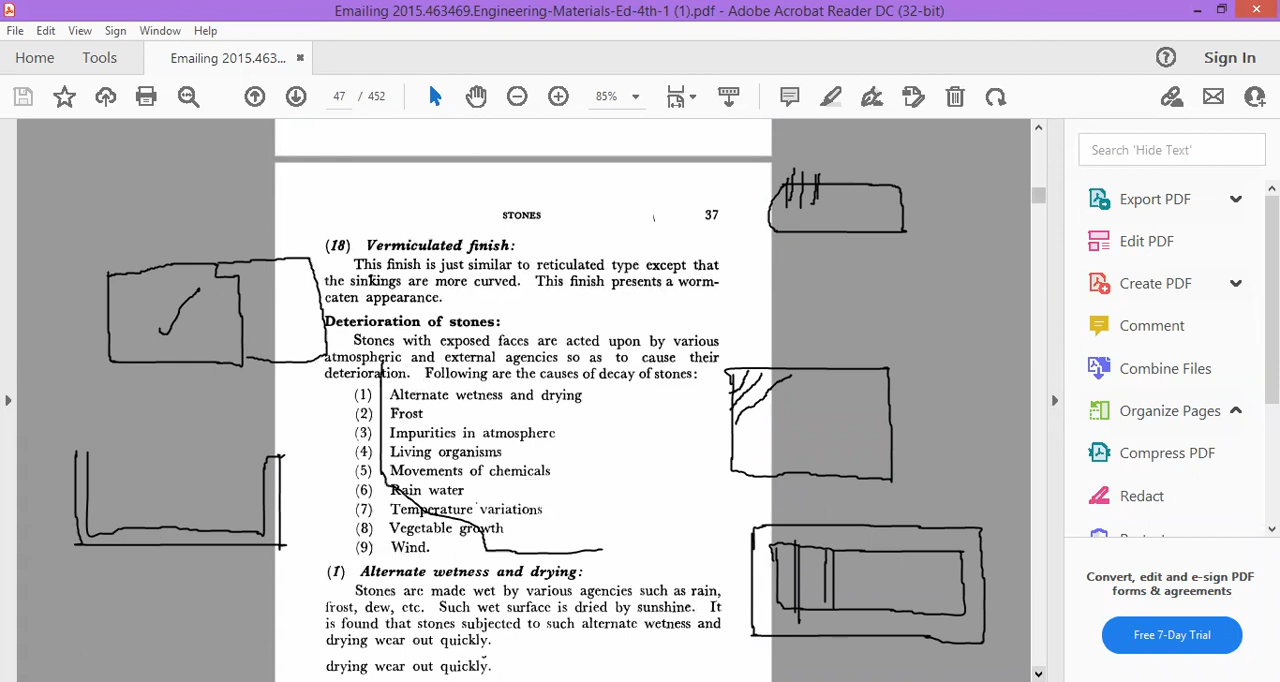 Emailing 2015.463469.Engineering-Materials-Ed-4th-1 (1).pdf - Adobe Acrobat Reader DC (32-bit)
File Edit View Sign Window Help
Home Tools Emailing 2015.463... Sign In
47 / 452 85%
STONES 37
(18) Vermiculated finish:
This finish is just similar to reticulated type except that
the sinkings are more curved. This finish presents a worm-
eaten appearance.
Deterioration of stones:
Stones with exposed faces are acted upon by various
atmospheric and external agencies so as to cause their
deterioration. Following are the causes of decay of stones:
(1) Alternate wetness and drying
(2) Frost
(3) Impurities in atmosphere
(4) Living organisms
(5) Movements of chemicals
(6) Rain water
(7) Temperature variations
(8) Vegetable growth
(9) Wind.
(1) Alternate wetness and drying:
Stones are made wet by various agencies such as rain,
frost, dew, etc. Such wet surface is dried by sunshine. It
is found that stones subjected to such alternate wetness and
drying wear out quickly.
drying wear out quickly.
Search 'Hide Text'
Export PDF
Edit PDF
Create PDF
Comment
Combine Files
Organize Pages
Compress PDF
Redact
Convert, edit and e-sign PDF
forms & agreements
Free 7-Day Trial